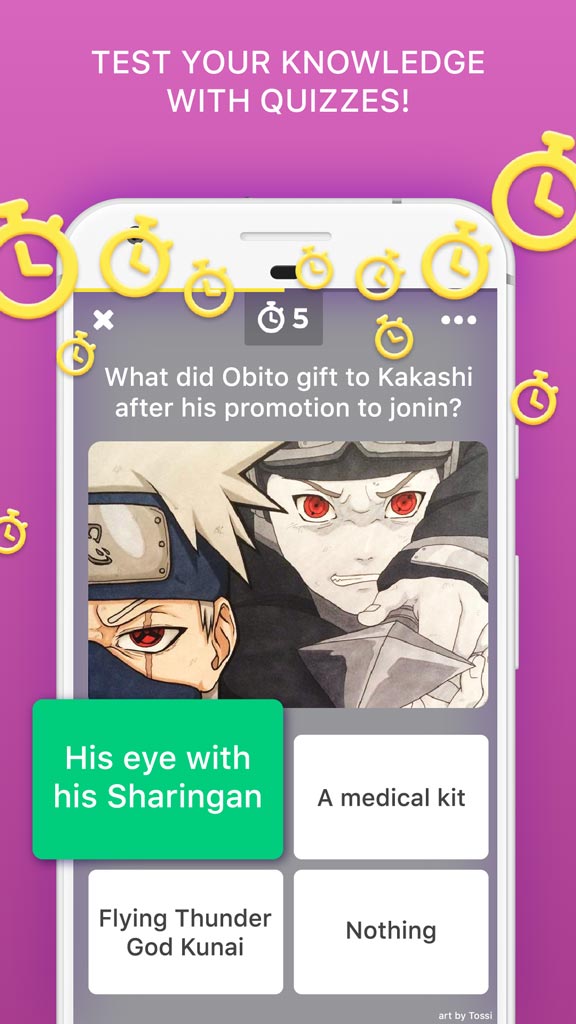 TEST YOUR KNOWLEDGE
WITH QUIZZES!
5
What did Obito gift to Kakashi
after his promotion to jonin?
His eye with
his Sharingan
A medical kit
Flying Thunder
God Kunai
Nothing
art by Tossi